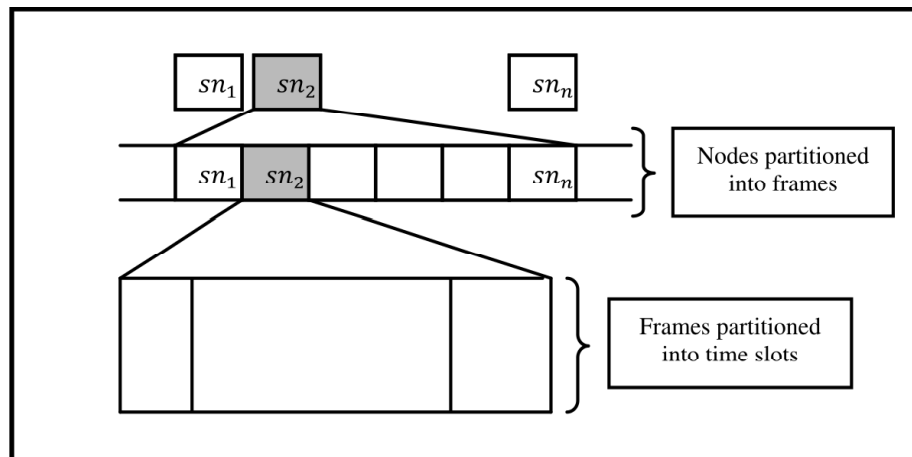 sn₁ sn₂ snₙ
sn₁ sn₂ snₙ
Nodes partitioned
into frames
Frames partitioned
into time slots